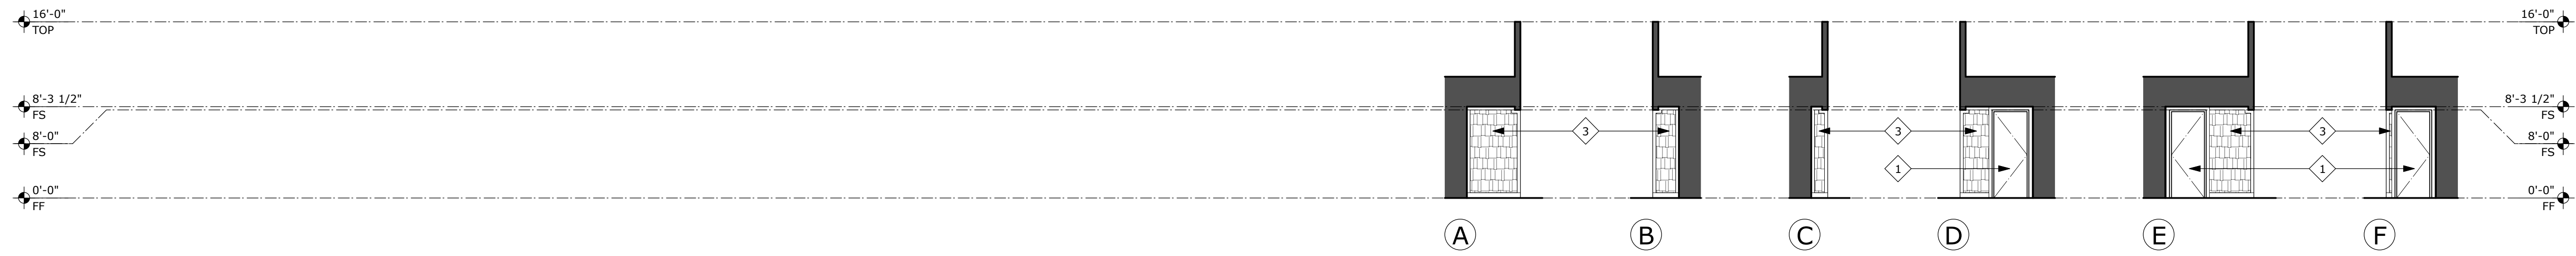 16'-0"
TOP
16'-0"
TOP
8'-3 1/2"
FS
8'-3 1/2"
FS
8'-0"
FS
8'-0"
FS
3
3
3
1
1
0'-0"
FF
0'-0"
FF
A
B
C
D
E
F